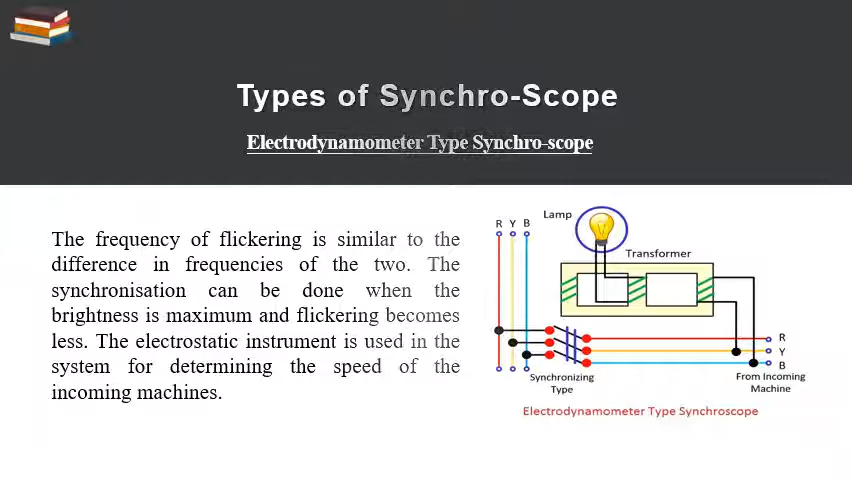 Types of Synchro-Scope
Electrodynamometer Type Synchro-scope
The frequency of flickering is similar to the
difference in frequencies of the two. The
synchronisation can be done when the
brightness is maximum and flickering becomes
less. The electrostatic instrument is used in the
system for determining the speed of the
incoming machines.
Lamp
R Y B
Transformer
R
Y
B
Synchronizing
Type
From Incoming
Machine
Electrodynamometer Type Synchroscope